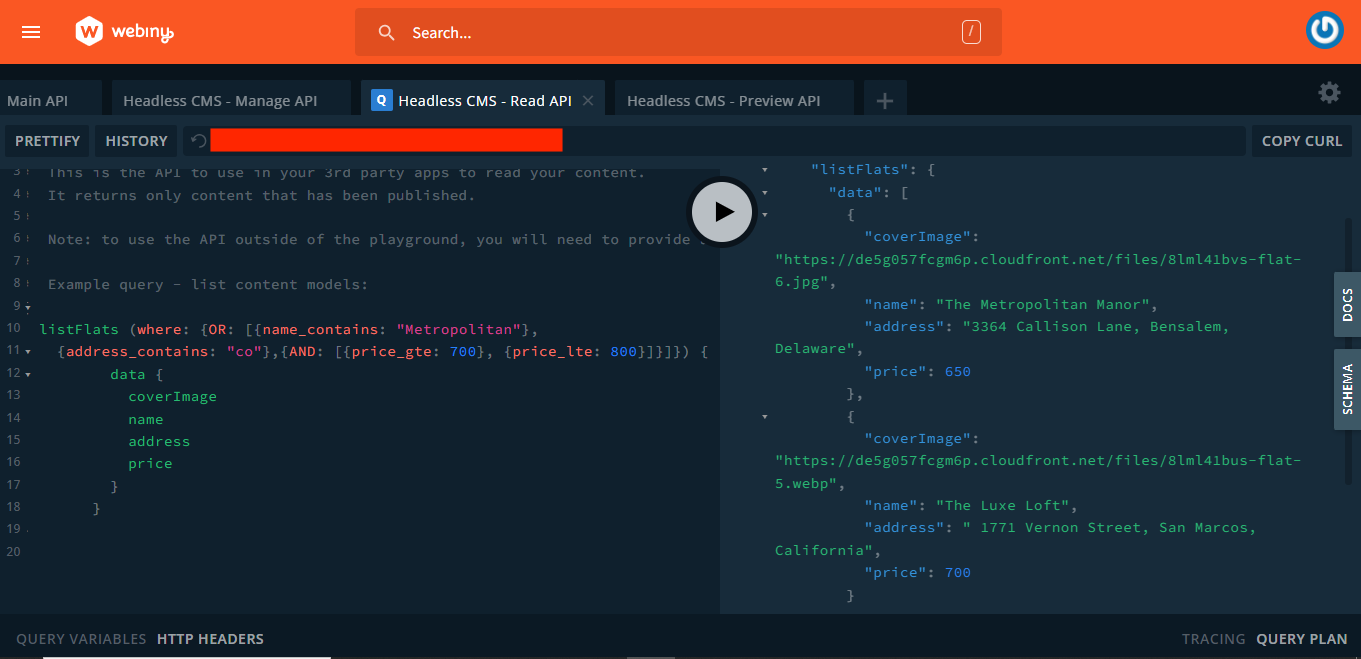 webiny
Search...
/
Main API
Headless CMS - Manage API
Q Headless CMS - Read API ×
Headless CMS - Preview API
+
PRETTIFY
HISTORY
COPY CURL
3 ! This is the API to use in your 3rd party apps to read your content.
4 ! It returns only content that has been published.
5 !
6 ! Note: to use the API outside of the playground, you will need to provide
7 !
8 ! Example query - list content models:
9
10 listFlats (where: {OR: [{name_contains: "Metropolitan"},
11 {address_contains: "co"},{AND: [{price_gte: 700}, {price_lte: 800}]}]}) {
12 data {
13 coverImage
14 name
15 address
16 price
17 }
18 }
19
20
"listFlats": {
"data": [
{
"coverImage":
"https://de5g057fcgm6p.cloudfront.net/files/8lml41bvs-flat-
6.jpg",
"name": "The Metropolitan Manor",
"address": "3364 Callison Lane, Bensalem,
Delaware",
"price": 650
},
{
"coverImage":
"https://de5g057fcgm6p.cloudfront.net/files/8lml41bus-flat-
5.webp",
"name": "The Luxe Loft",
"address": " 1771 Vernon Street, San Marcos,
California",
"price": 700
}
DOCS
SCHEMA
QUERY VARIABLES
HTTP HEADERS
TRACING
QUERY PLAN